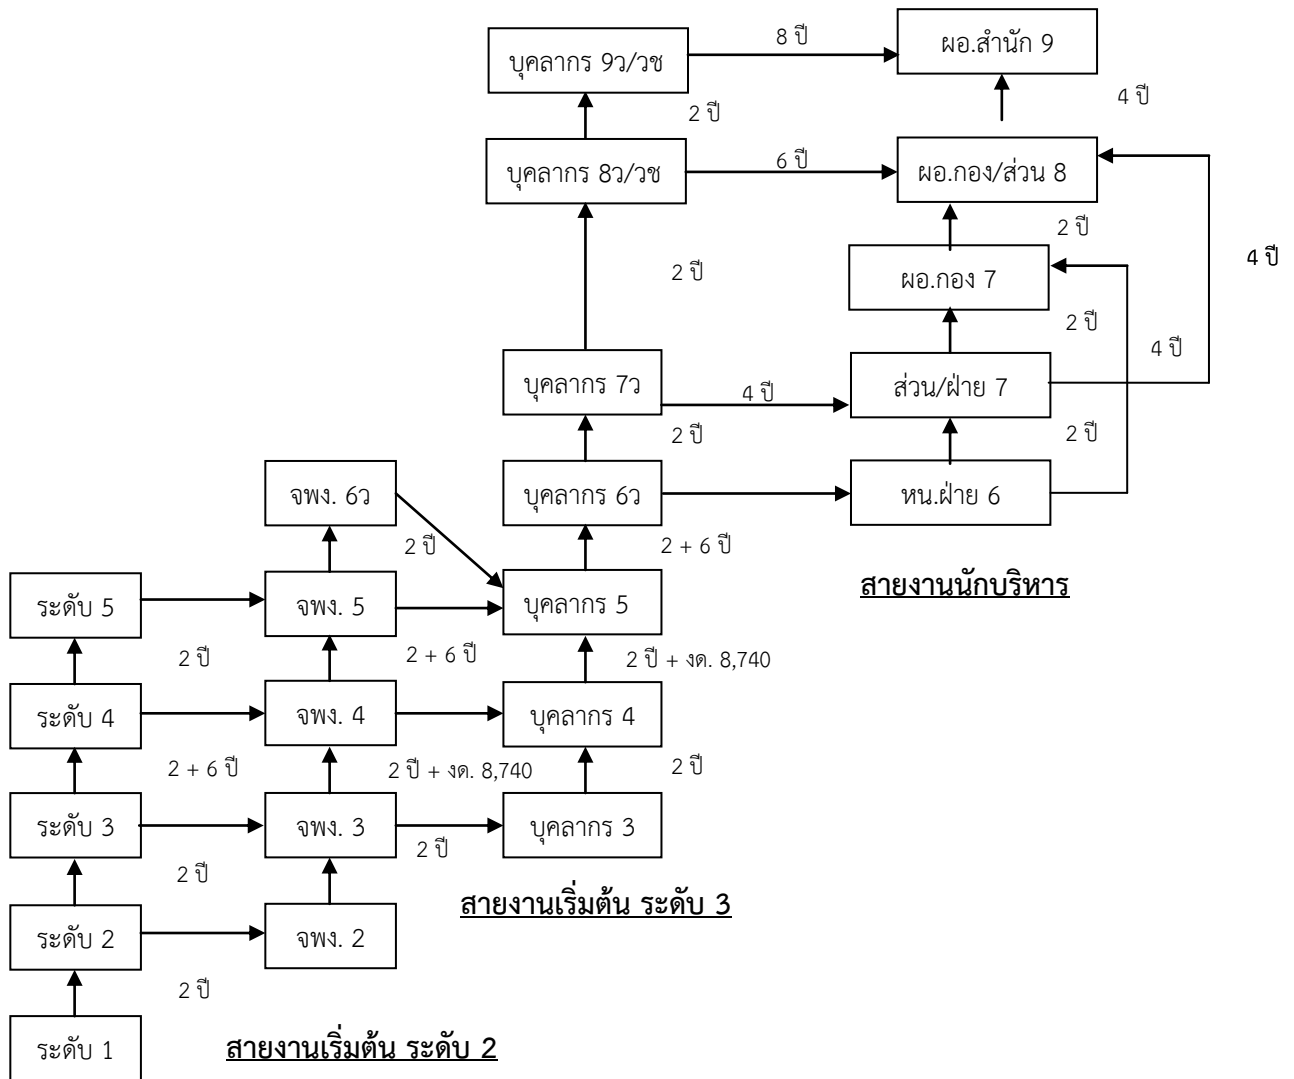 8 ปี
ผอ.สำนัก 9
บุคลากร 9ว/วช
4 ปี
2 ปี
6 ปี
บุคลากร 8ว/วช
ผอ.กอง/ส่วน 8
2 ปี
4 ปี
2 ปี
ผอ.กอง 7
2 ปี
4 ปี
บุคลากร 7ว
4 ปี
ส่วน/ฝ่าย 7
2 ปี
2 ปี
จพง. 6ว
บุคลากร 6ว
หน.ฝ่าย 6
2 ปี
2 + 6 ปี
สายงานนักบริหาร
ระดับ 5
จพง. 5
บุคลากร 5
2 ปี
2 + 6 ปี
2 ปี + งด. 8,740
ระดับ 4
จพง. 4
บุคลากร 4
2 + 6 ปี
2 ปี + งด. 8,740
2 ปี
ระดับ 3
จพง. 3
บุคลากร 3
2 ปี
2 ปี
สายงานเริ่มต้น ระดับ 3
ระดับ 2
จพง. 2
2 ปี
ระดับ 1
สายงานเริ่มต้น ระดับ 2